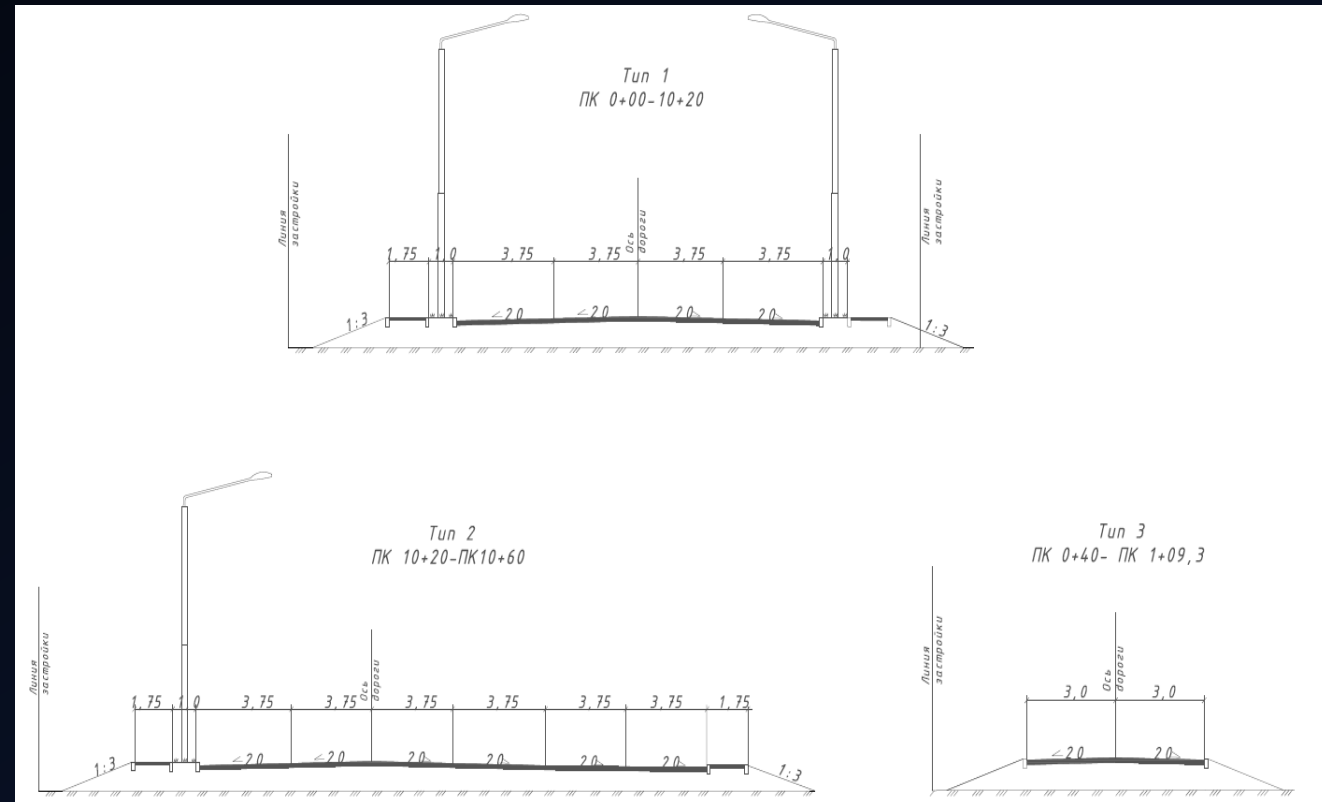 Тип 1
ПК 0+00-10+20
Линия застройки
Ось дороги
Линия застройки
1,75 1,0 3,75 3,75 3,75 3,75 1,0
1:3 20 20 20 20 1:3
Тип 2
ПК 10+20-ПК10+60
Линия застройки
Ось дороги
1,75 1,0 3,75 3,75 3,75 3,75 3,75 3,75 1,75
1:3 20 20 20 20 20 20 1:3
Тип 3
ПК 0+40- ПК 1+09,3
Линия застройки
Ось дороги
3,0 3,0
20 20